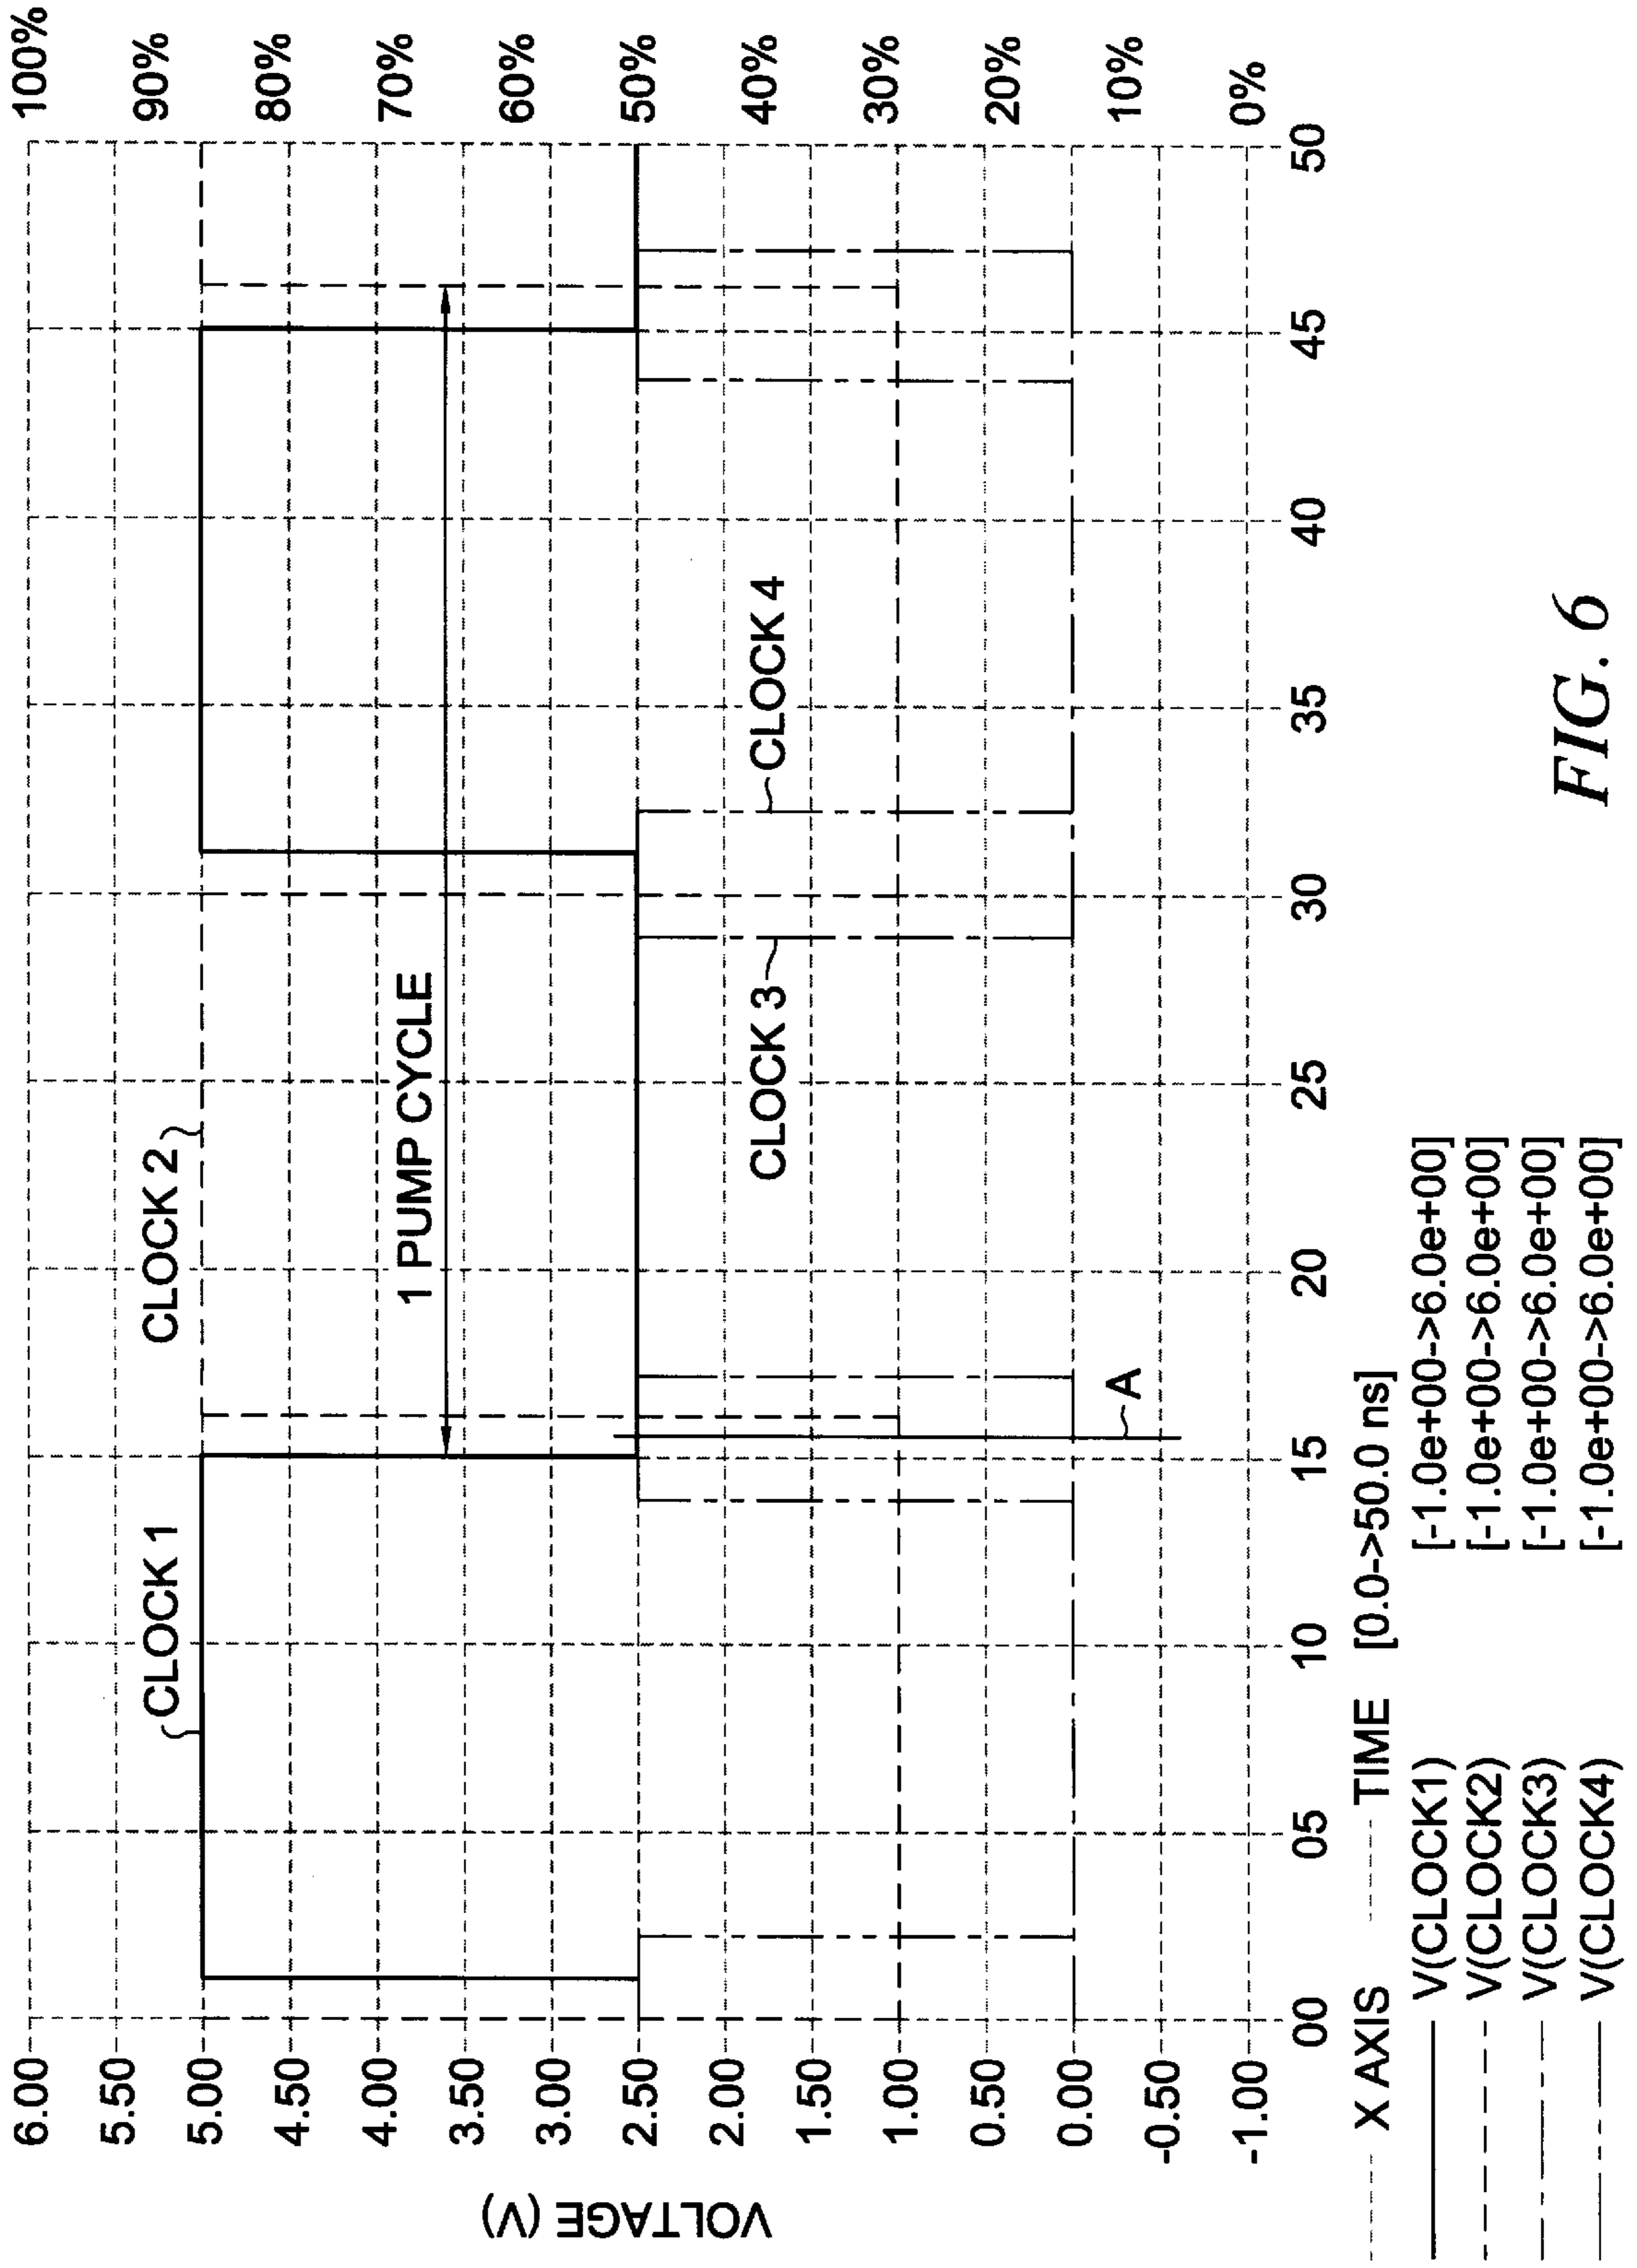 VOLTAGE (V)
6.00
5.50
5.00
4.50
4.00
3.50
3.00
2.50
2.00
1.50
1.00
0.50
0.00
-0.50
-1.00
100%
90%
80%
70%
60%
50%
40%
30%
20%
10%
0%
CLOCK 1
CLOCK 2
1 PUMP CYCLE
CLOCK 3
CLOCK 4
A
00 05 10 15 20 25 30 35 40 45 50
X AXIS TIME [0.0->50.0 ns]
V(CLOCK1) [-1.0e+00->6.0e+00]
V(CLOCK2) [-1.0e+00->6.0e+00]
V(CLOCK3) [-1.0e+00->6.0e+00]
V(CLOCK4) [-1.0e+00->6.0e+00]
FIG. 6